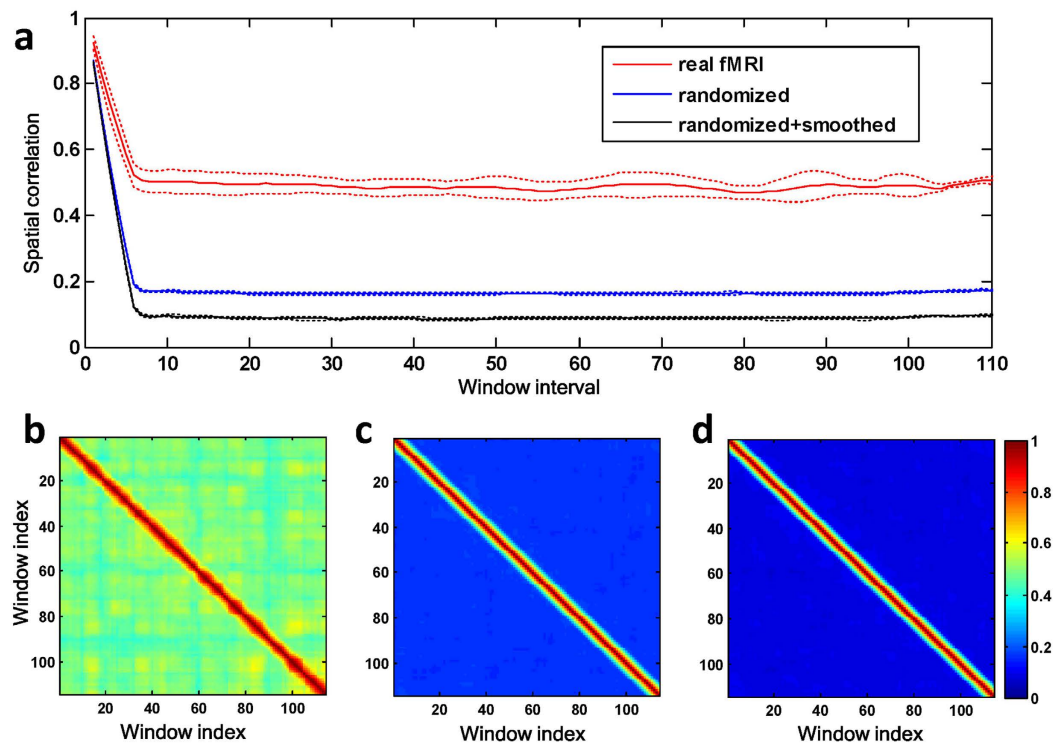 a
1
0.8
0.6
0.4
0.2
0
Spatial correlation
real fMRI
randomized
randomized+smoothed
0 10 20 30 40 50 60 70 80 90 100 110
Window interval
b
20
40
60
80
100
Window index
20 40 60 80 100
Window index
c
20
40
60
80
100
20 40 60 80 100
Window index
d
20
40
60
80
100
20 40 60 80 100
Window index
1
0.8
0.6
0.4
0.2
0